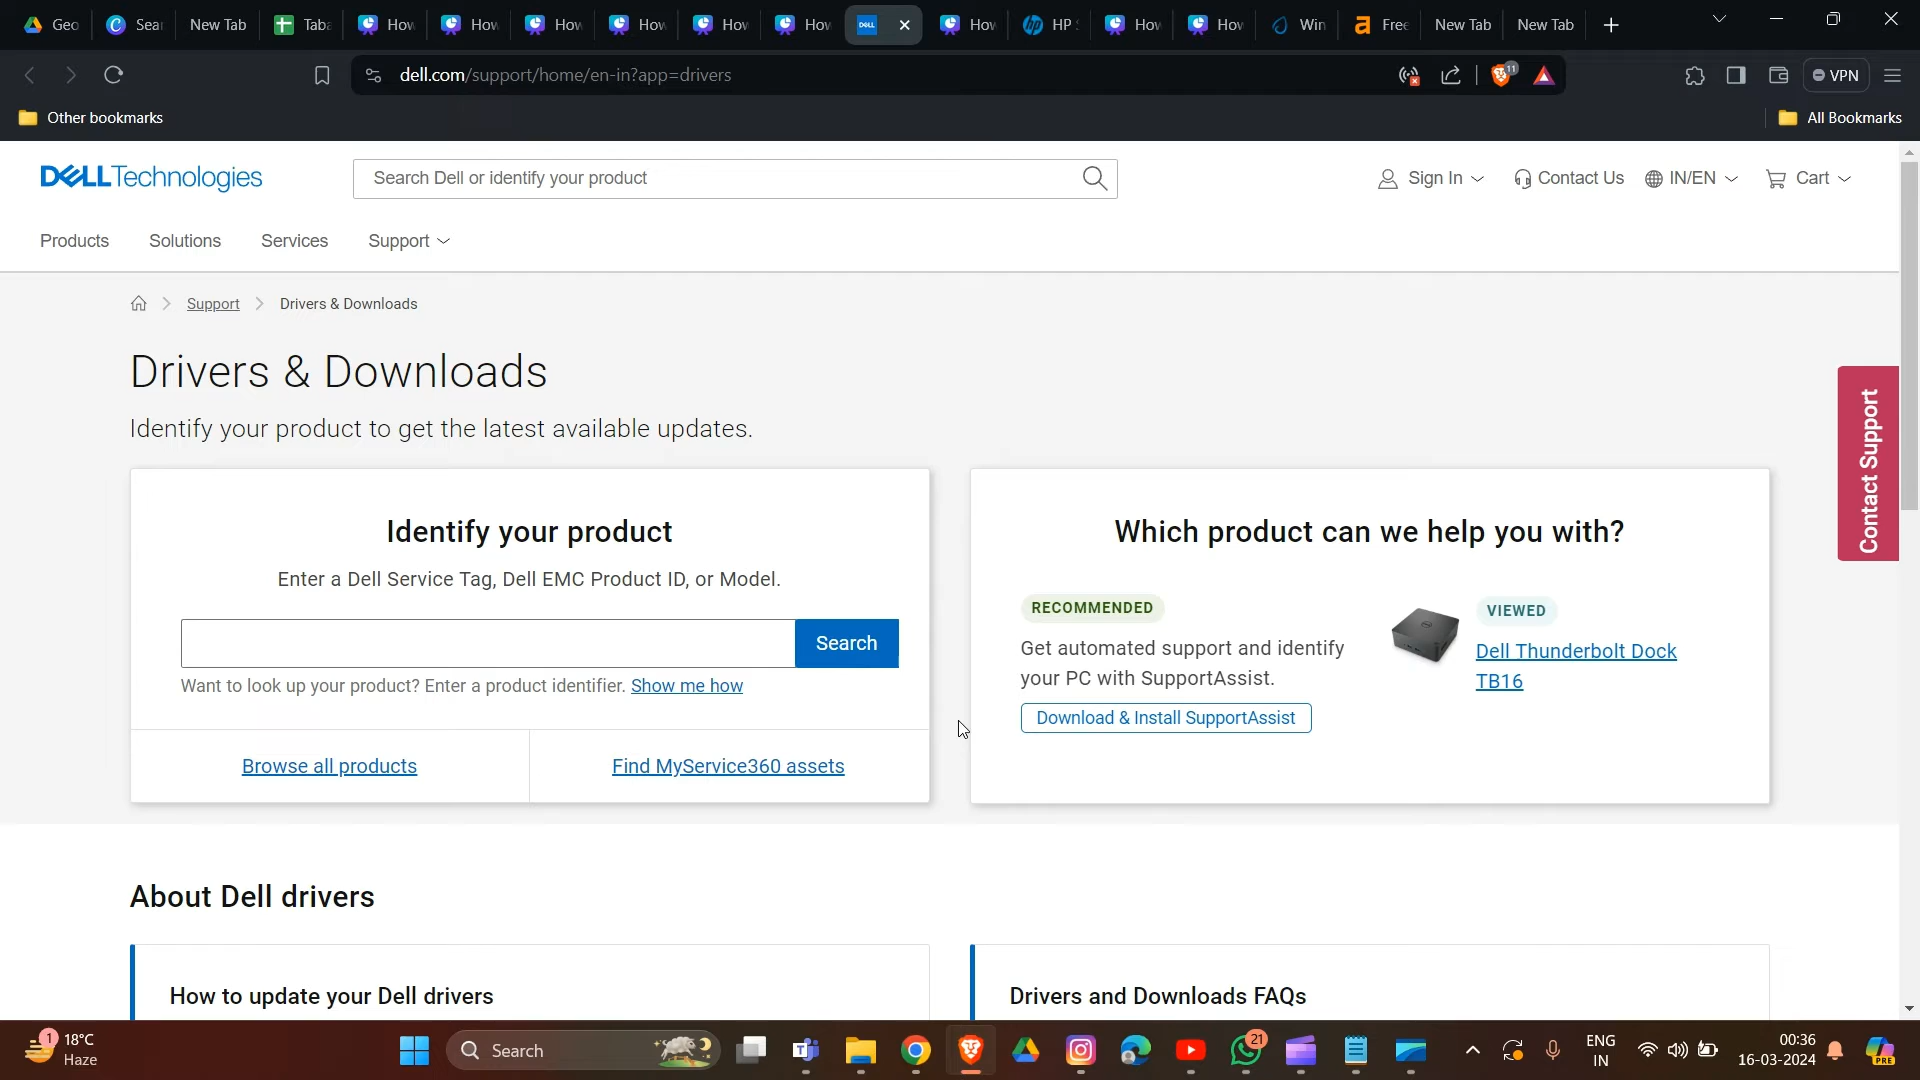 Geo
Sea
New Tab
Taba
How
How
How
How
How
How
DELL
How
HP
How
How
Win
Free
New Tab
New Tab
dell.com/support/home/en-in?app=drivers
11
VPN
Other bookmarks
All Bookmarks
DELLTechnologies
Search Dell or identify your product
Sign In
Contact Us
IN/EN
Cart
Products
Solutions
Services
Support
Support
Drivers & Downloads
Drivers & Downloads
Identify your product to get the latest available updates.
Contact Support
Identify your product
Enter a Dell Service Tag, Dell EMC Product ID, or Model.
Search
Want to look up your product? Enter a product identifier. Show me how
Browse all products
Find MyService360 assets
Which product can we help you with?
RECOMMENDED
Get automated support and identify
your PC with SupportAssist.
Download & Install SupportAssist
VIEWED
Dell Thunderbolt Dock
TB16
About Dell drivers
How to update your Dell drivers
Drivers and Downloads FAQs
1
18°C
Haze
Search
21
ENG
IN
00:36
16-03-2024
PRE